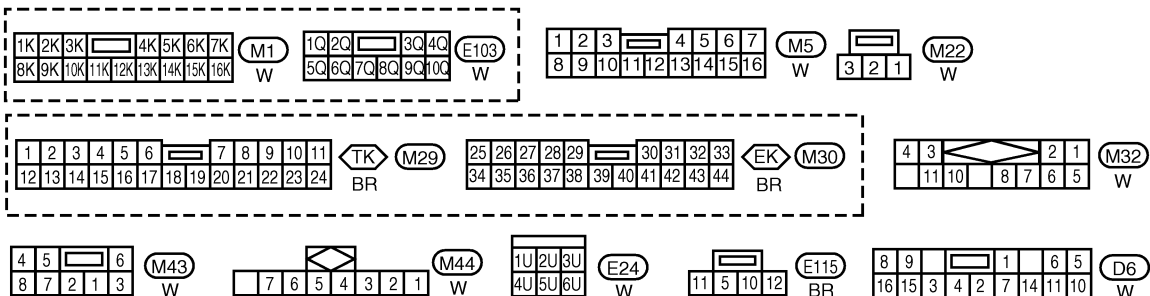 1K 2K 3K 4K 5K 6K 7K M1
8K 9K 10K 11K 12K 13K 14K 15K 16K W
1Q 2Q 3Q 4Q E103
5Q 6Q 7Q 8Q 9Q 10Q W
1 2 3 4 5 6 7 M5
8 9 10 11 12 13 14 15 16 W
M22
3 2 1 W
1 2 3 4 5 6 7 8 9 10 11 TK M29
12 13 14 15 16 17 18 19 20 21 22 23 24 BR
25 26 27 28 29 30 31 32 33 EK M30
34 35 36 37 38 39 40 41 42 43 44 BR
4 3 2 1 M32
11 10 8 7 6 5 W
4 5 6 M43
8 7 2 1 3 W
M44
7 6 5 4 3 2 1 W
1U 2U 3U E24
4U 5U 6U W
E115
11 5 10 12 BR
8 9 1 6 5 D6
16 15 3 4 2 7 14 11 10 W